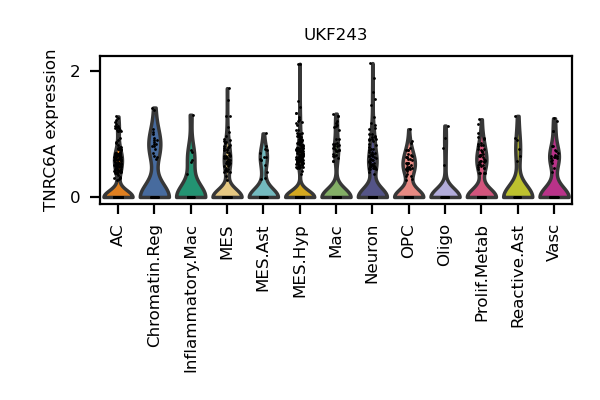 UKF243
TNRC6A expression
2
0
AC
Chromatin.Reg
Inflammatory.Mac
MES
MES.Ast
MES.Hyp
Mac
Neuron
OPC
Oligo
Prolif.Metab
Reactive.Ast
Vasc